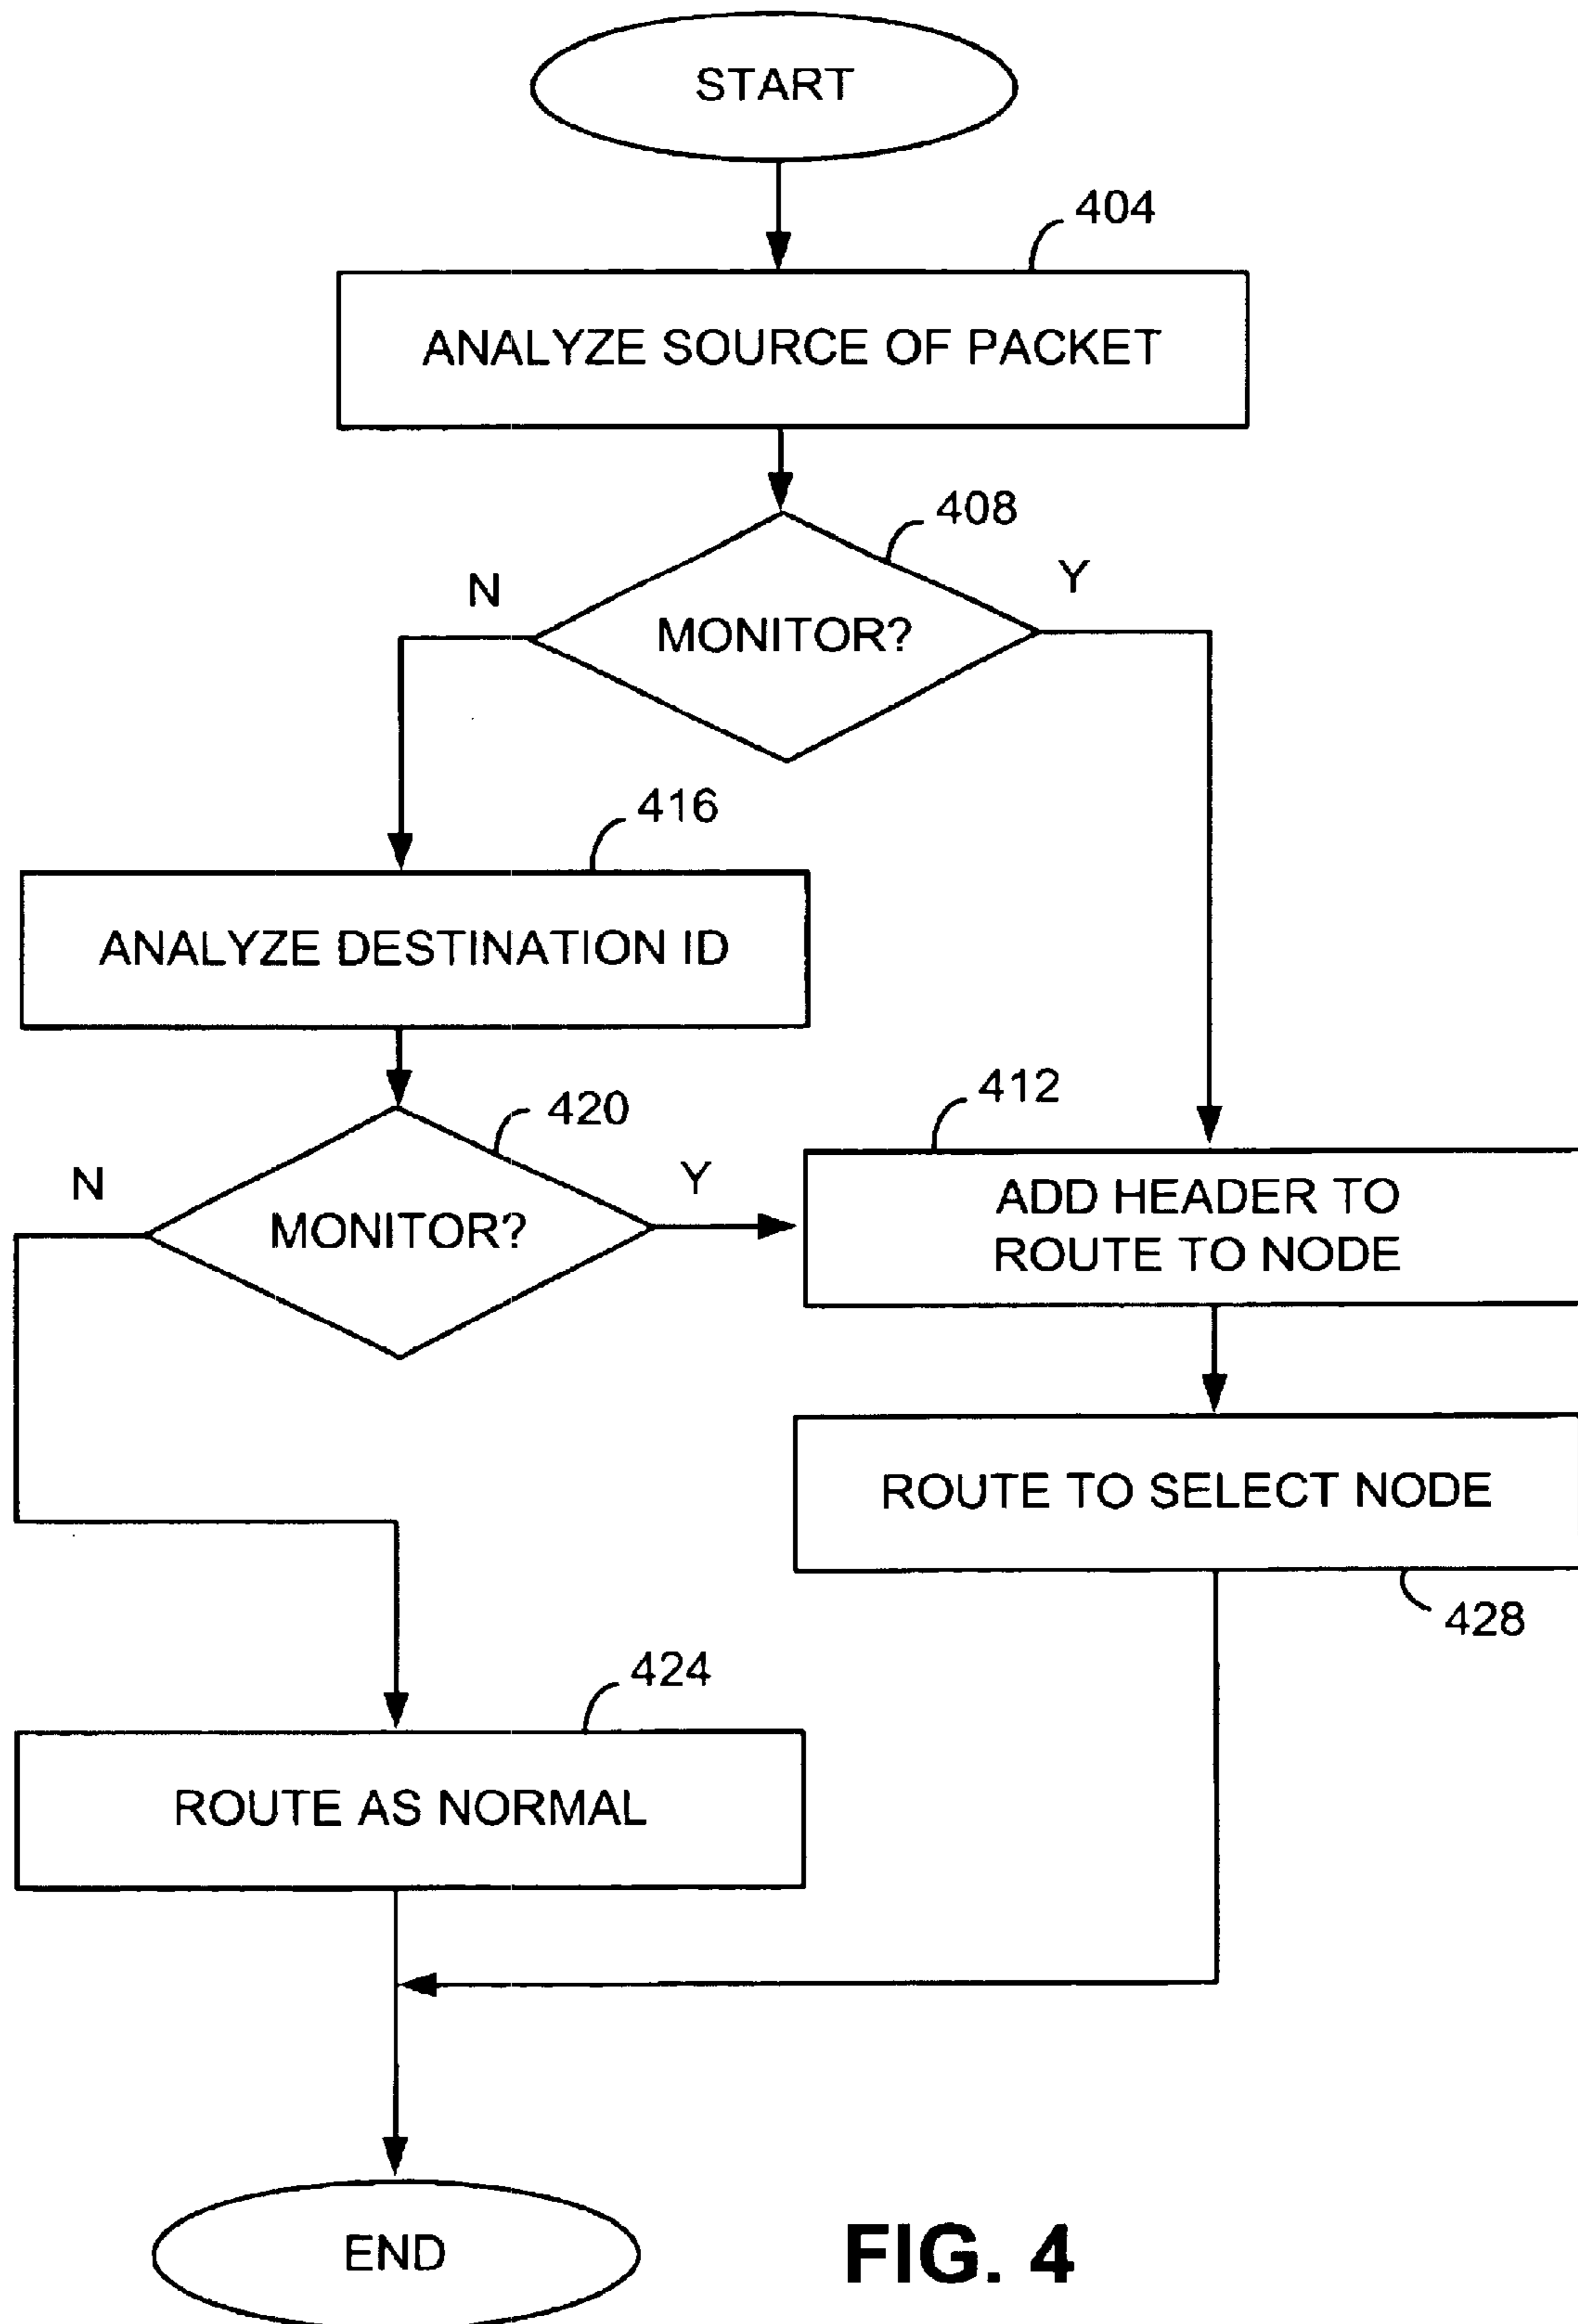 START
404
ANALYZE SOURCE OF PACKET
408
N
Y
MONITOR?
416
ANALYZE DESTINATION ID
420
N
Y
MONITOR?
412
ADD HEADER TO
ROUTE TO NODE
ROUTE TO SELECT NODE
428
424
ROUTE AS NORMAL
END
FIG. 4